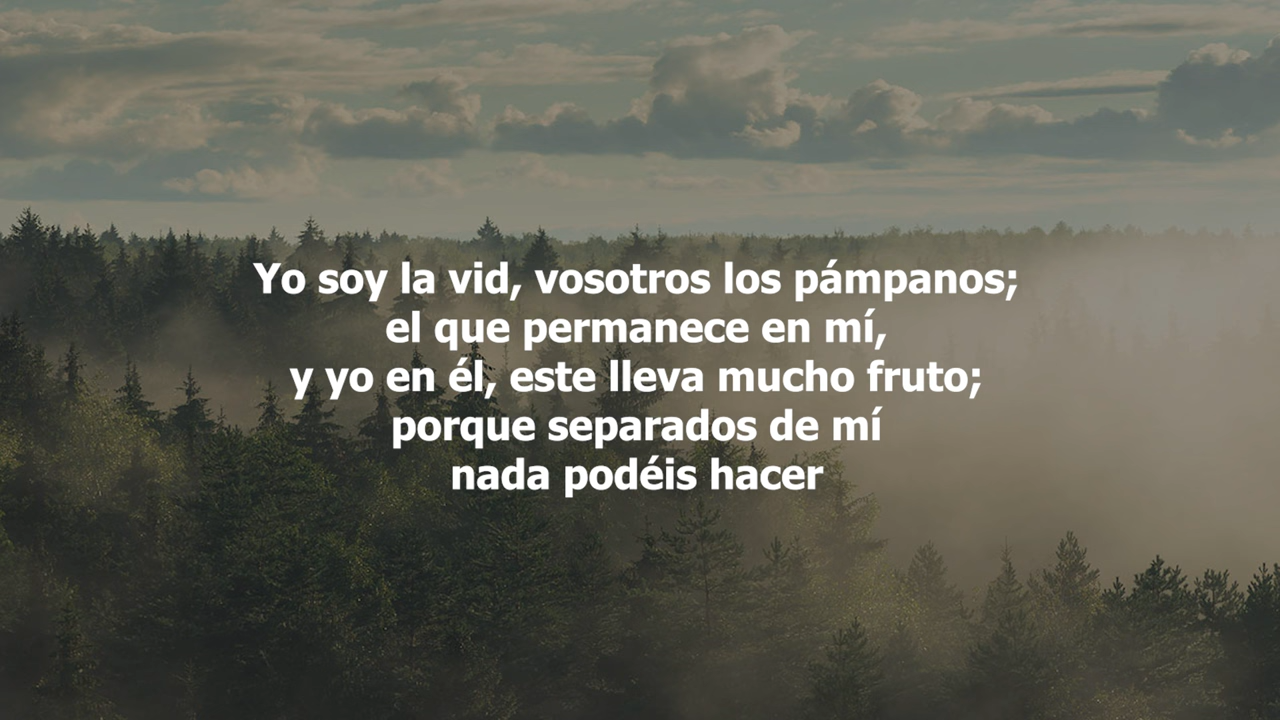 Yo soy la vid, vosotros los pámpanos;
el que permanece en mí,
y yo en él, este lleva mucho fruto;
porque separados de mí
nada podéis hacer